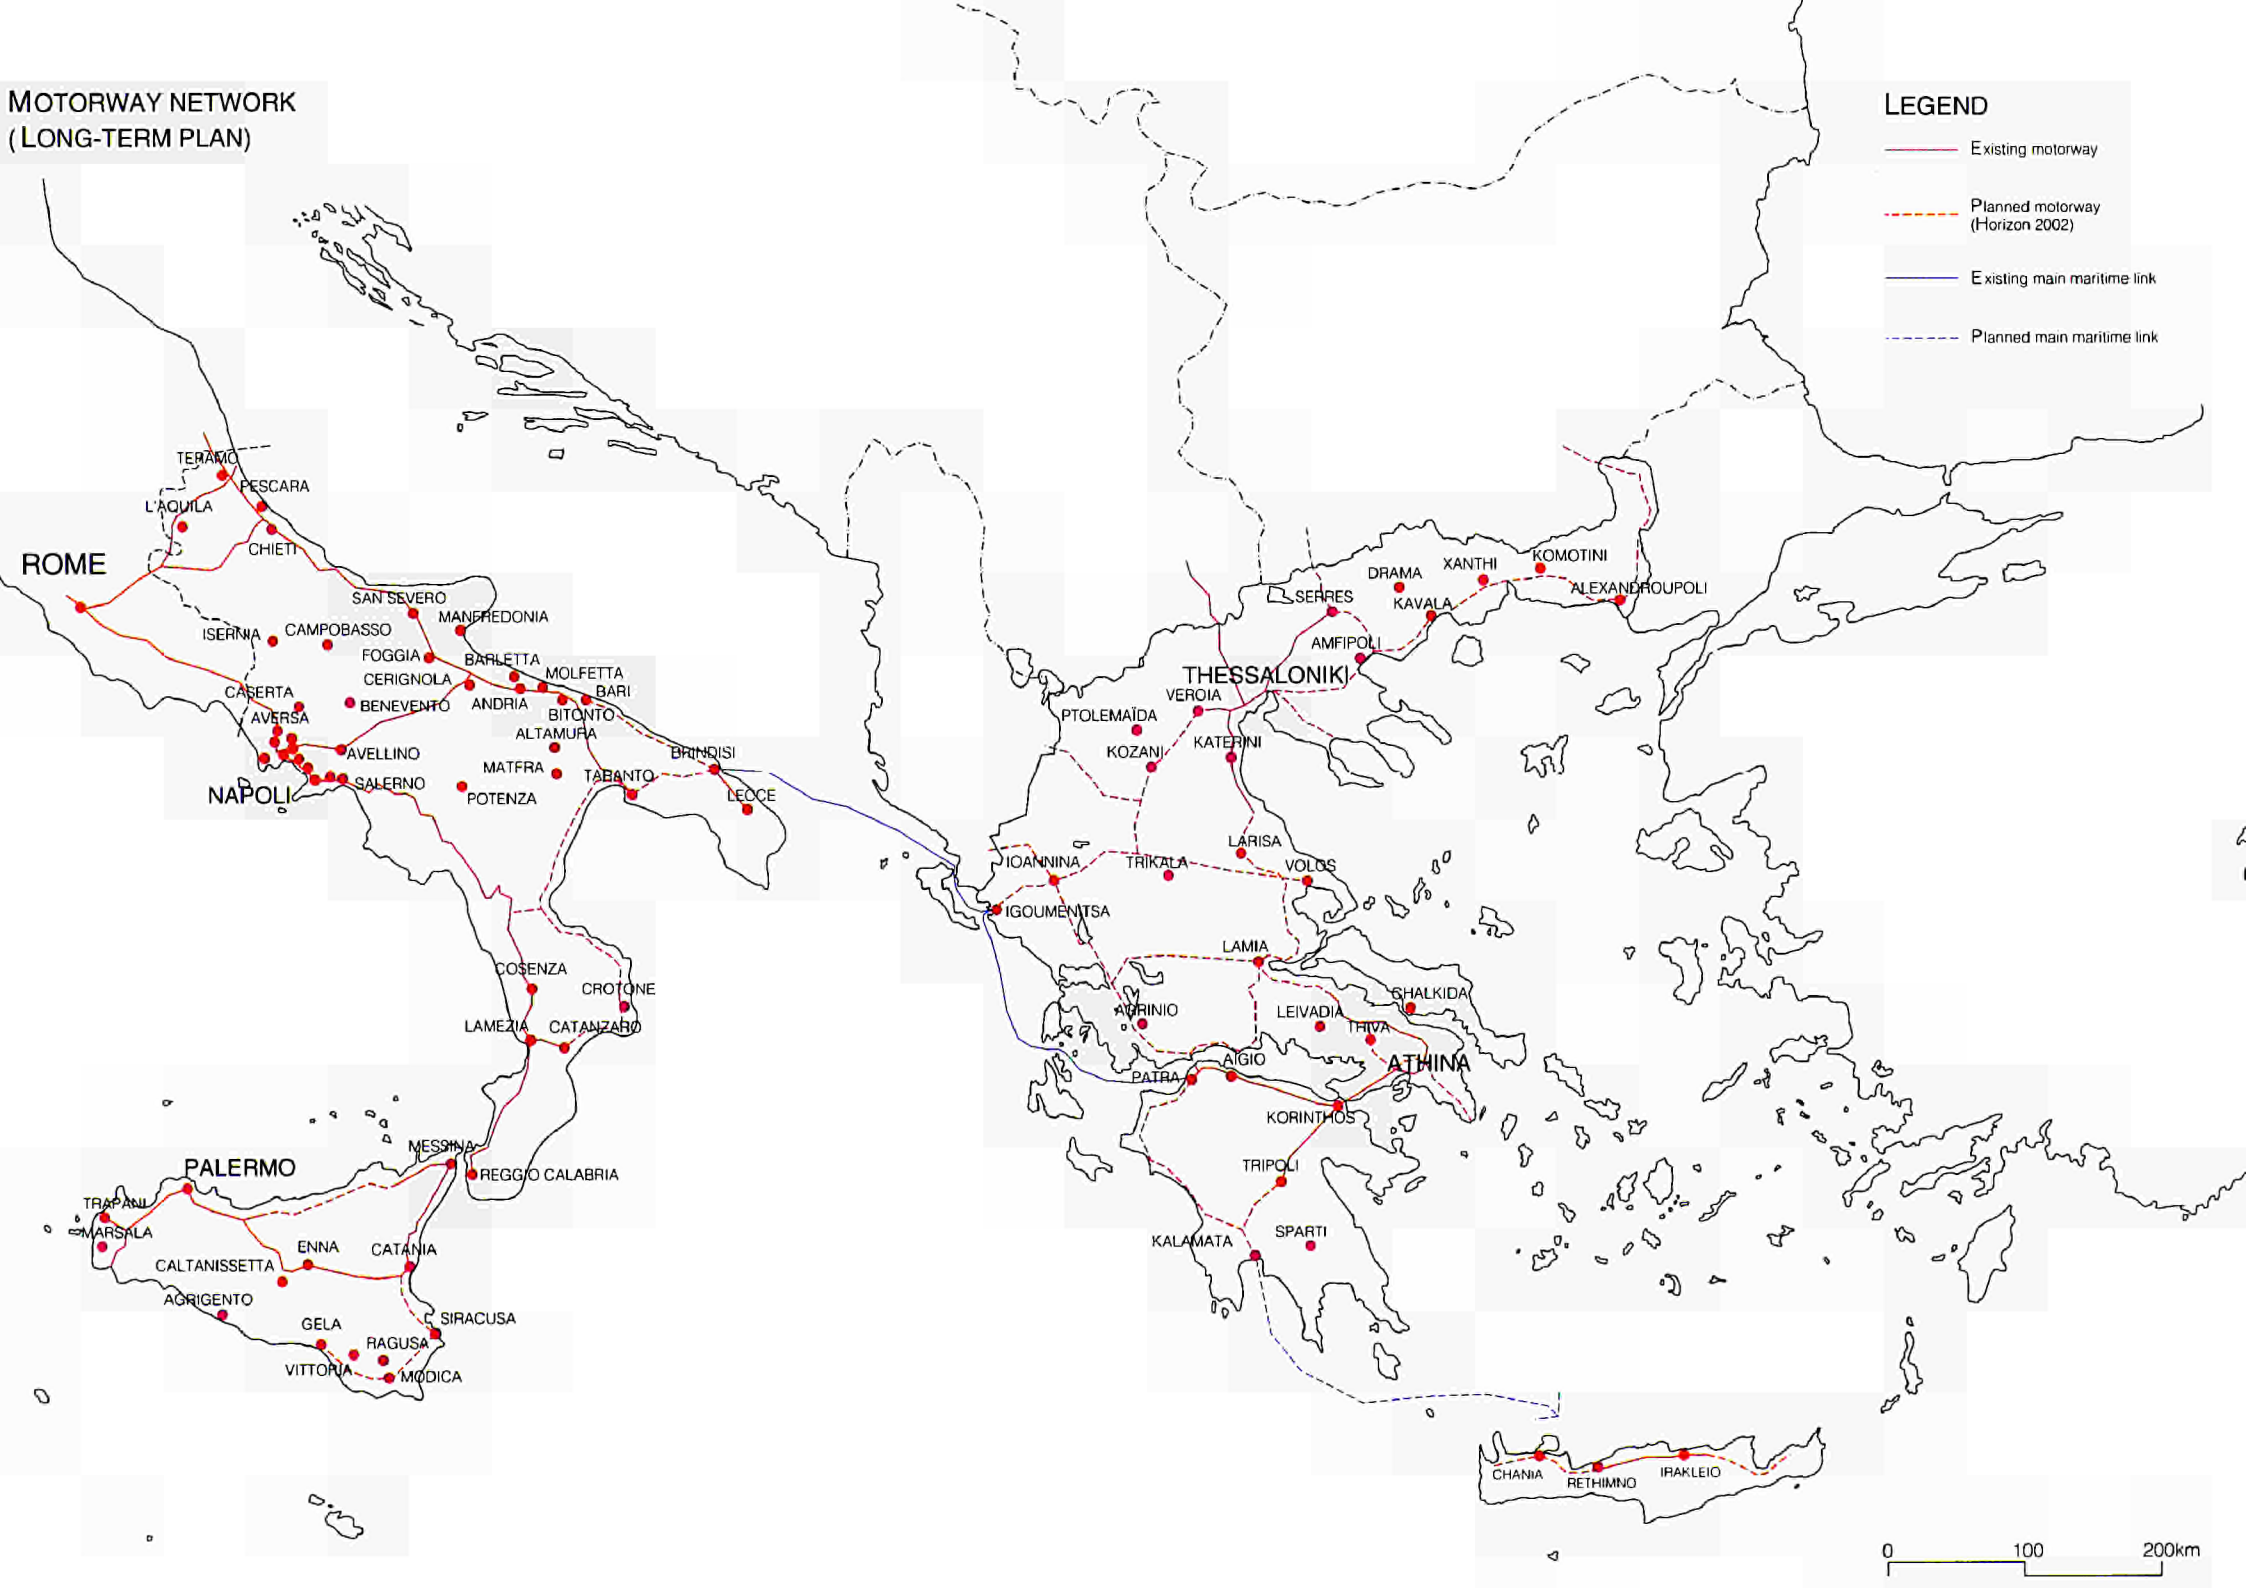 MOTORWAY NETWORK
(LONG-TERM PLAN)
LEGEND
Existing motorway
Planned motorway
(Horizon 2002)
Existing main maritime link
Planned main maritime link
TERAMO
PESCARA
L'AQUILA
CHIETI
ROME
SAN SEVERO
MANFREDONIA
ISERNIA
CAMPOBASSO
FOGGIA
BARLETTA
MOLFETTA
CERIGNOLA
BARI
CASERTA
BENEVENTO
ANDRIA
BITONTO
AVERSA
ALTAMURA
AVELLINO
BRINDISI
MATERA
TARANTO
SALERNO
NAPOLI
POTENZA
LECCE
COSENZA
CROTONE
LAMEZIA
CATANZARO
MESSINA
PALERMO
REGGIO CALABRIA
TRAPANI
MARSALA
ENNA
CATANIA
CALTANISSETTA
AGRIGENTO
GELA
SIRACUSA
RAGUSA
VITTORIA
MODICA
KOMOTINI
XANTHI
DRAMA
ALEXANDROUPOLI
SERRES
KAVALA
AMFIPOLI
THESSALONIKI
VEROIA
PTOLEMAÏDA
KOZANI
KATERINI
LARISA
IOANNINA
TRIKALA
VOLOS
IGOUMENITSA
LAMIA
CHALKIDA
AGRINIO
LEIVADIA
THIVA
AIGIO
ATHINA
PATRA
KORINTHOS
TRIPOLI
SPARTI
KALAMATA
CHANIA
RETHIMNO
IRAKLEIO
0 100 200km